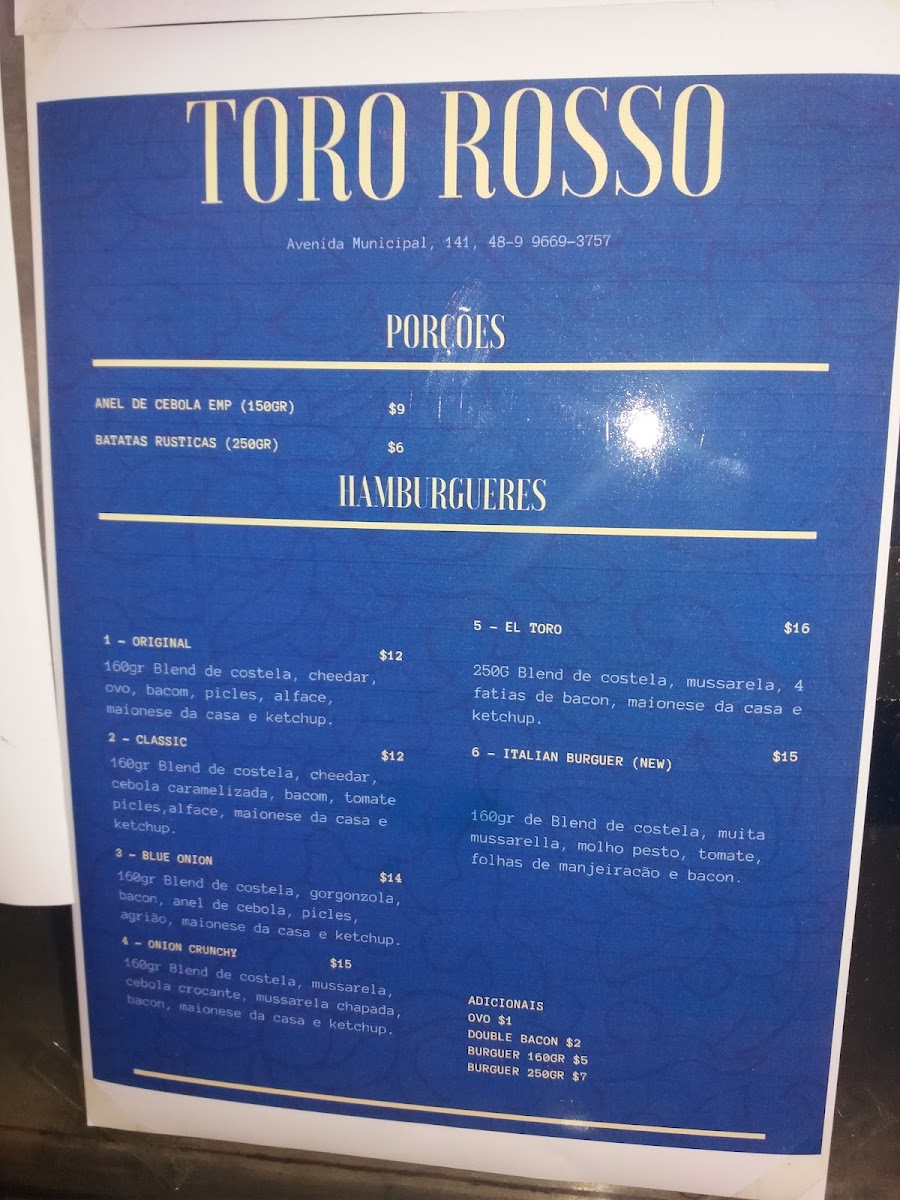 TORO ROSSO
Avenida Municipal, 141, 48-9 9669-3757
PORÇÕES
ANEL DE CEBOLA EMP (150GR) $9
BATATAS RUSTICAS (250GR) $6
HAMBURGUERES
1 - ORIGINAL
$12
160gr Blend de costela, cheedar,
ovo, bacom, picles, alface,
maionese da casa e ketchup.
2 - CLASSIC
$12
160gr Blend de costela, cheedar,
cebola caramelizada, bacom, tomate
picles,alface, maionese da casa e
ketchup.
3 - BLUE ONION
$14
160gr Blend de costela, gorgonzola,
bacon, anel de cebola, picles,
agrião, maionese da casa e ketchup.
4 - ONION CRUNCHY
$15
160gr Blend de costela, mussarela,
cebola crocante, mussarela chapada,
bacon, maionese da casa e ketchup.
5 - EL TORO $16
250G Blend de costela, mussarela, 4
fatias de bacon, maionese da casa e
ketchup.
6 - ITALIAN BURGUER (NEW) $15
160gr de Blend de costela, muita
mussarella, molho pesto, tomate,
folhas de manjeiracão e bacon.
ADICIONAIS
OVO $1
DOUBLE BACON $2
BURGUER 160GR $5
BURGUER 250GR $7